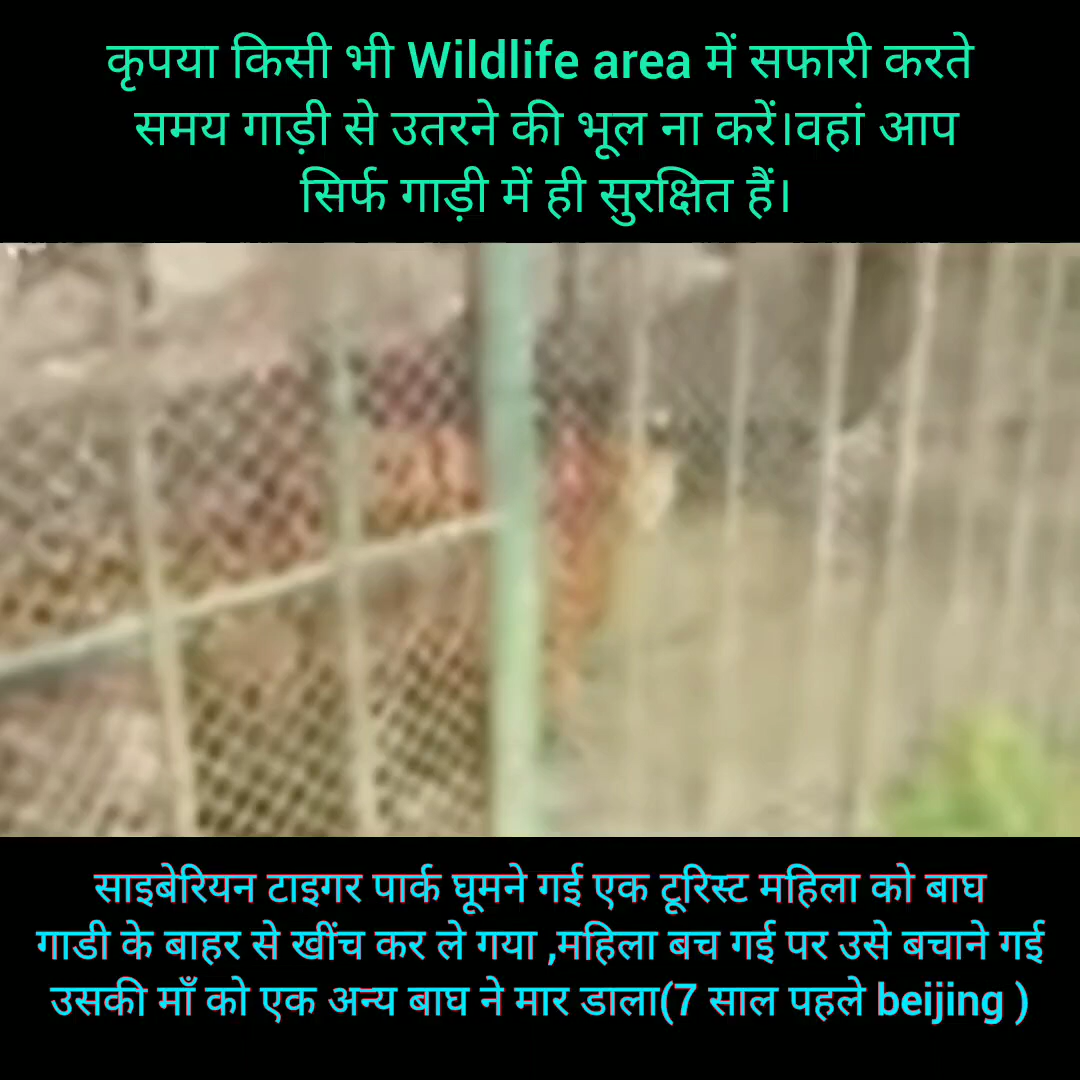 कृपया किसी भी Wildlife area में सफारी करते
समय गाड़ी से उतरने की भूल ना करें।वहां आप
सिर्फ गाड़ी में ही सुरक्षित हैं।
साइबेरियन टाइगर पार्क घूमने गई एक टूरिस्ट महिला को बाघ
गाडी के बाहर से खींच कर ले गया ,महिला बच गई पर उसे बचाने गई
उसकी माँ को एक अन्य बाघ ने मार डाला(7 साल पहले beijing )